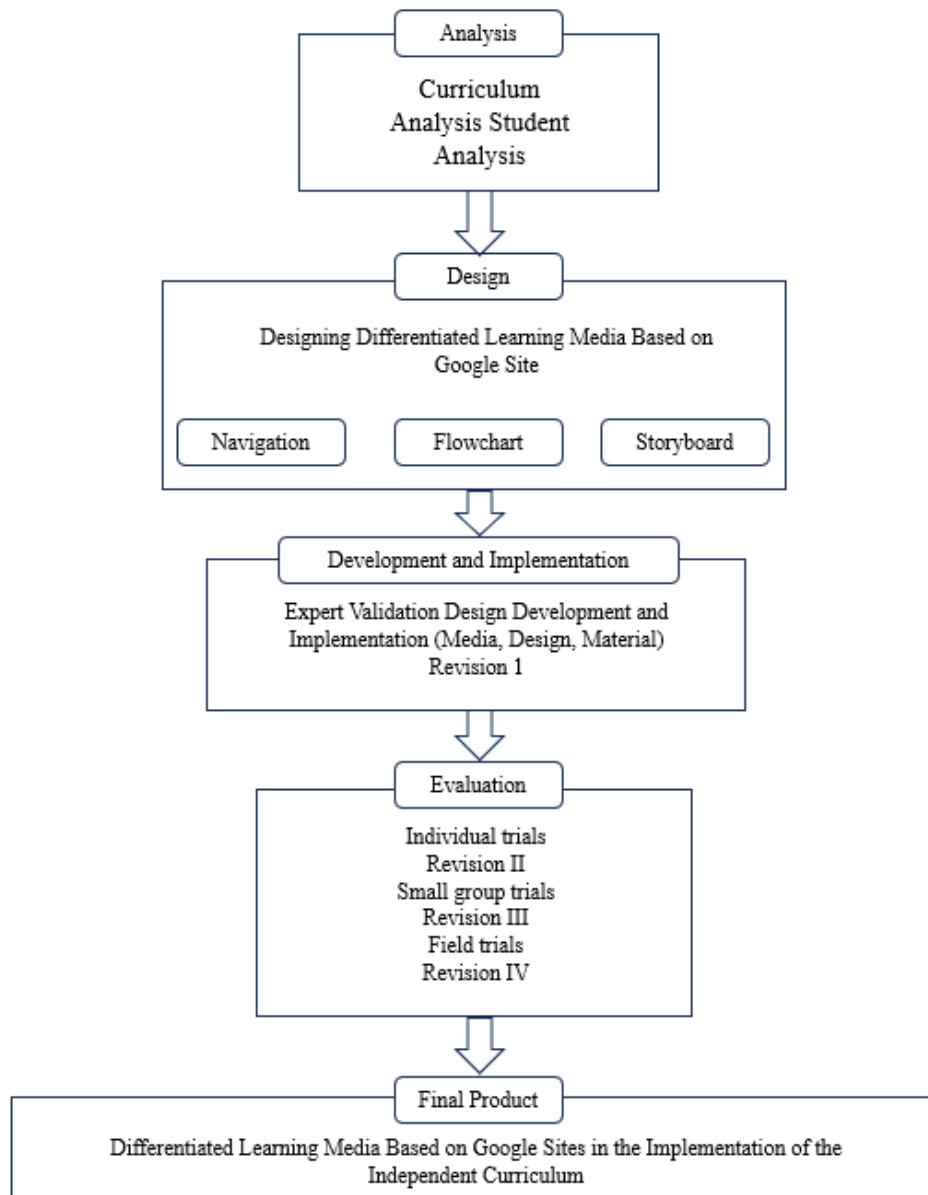 Analysis
Curriculum
Analysis Student
Analysis
Design
Designing Differentiated Learning Media Based on
Google Site
Navigation
Flowchart
Storyboard
Development and Implementation
Expert Validation Design Development and
Implementation (Media, Design, Material)
Revision 1
Evaluation
Individual trials
Revision II
Small group trials
Revision III
Field trials
Revision IV
Final Product
Differentiated Learning Media Based on Google Sites in the Implementation of the
Independent Curriculum